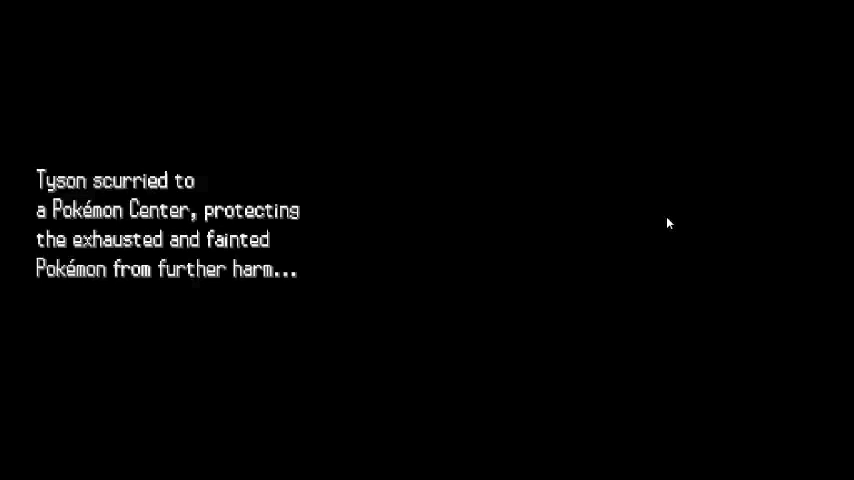 Tyson scurried to
a Pokémon Center, protecting
the exhausted and fainted
Pokémon from further harm...